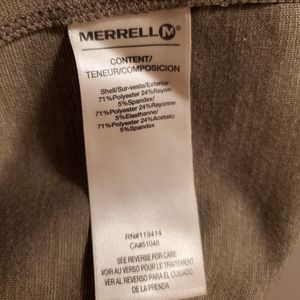 MERRELL M
CONTENT/
TENEUR/COMPOSICION
Shell/Sur-veste/Exterior
71%Polyester 24%Rayon
5%Spandex/
71%Polyester 24%Rayonne
5%Elasthanne/
71%Polyester 24%Acetato
5%Spandex
RN#119414
CA#51048
SEE REVERSE FOR CARE
VOIR AU VERSO POUR LE TRAITEMENT
VER AU REVERSO PARA EL CUIDADO
DE LA PRENDA